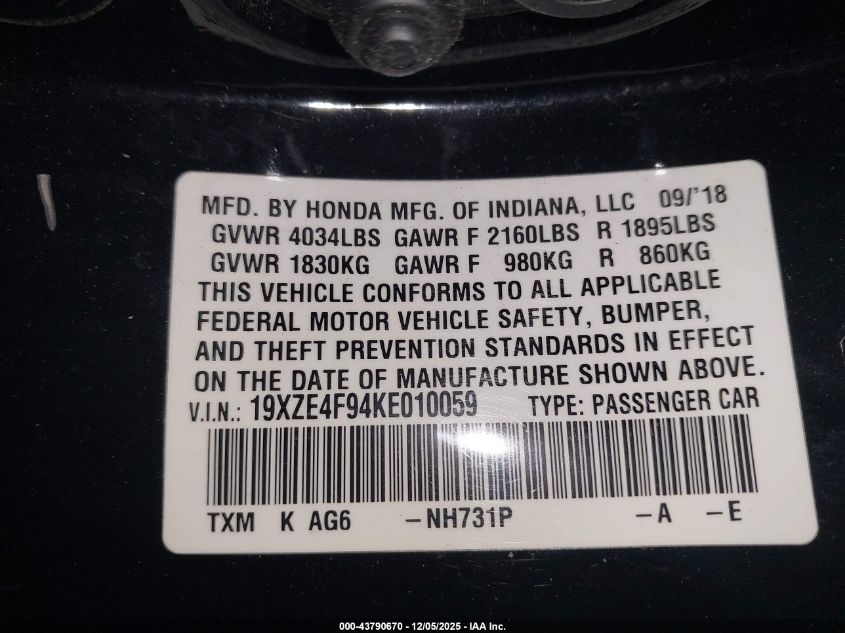 MFD. BY HONDA MFG. OF INDIANA, LLC 09/'18
GVWR 4034LBS GAWR F 2160LBS R 1895LBS
GVWR 1830KG GAWR F 980KG R 860KG
THIS VEHICLE CONFORMS TO ALL APPLICABLE
FEDERAL MOTOR VEHICLE SAFETY, BUMPER,
AND THEFT PREVENTION STANDARDS IN EFFECT
ON THE DATE OF MANUFACTURE SHOWN ABOVE.
V.I.N.: 19XZE4F94KE010059 TYPE: PASSENGER CAR
TXM K AG6 -NH731P -A -E
000-43790670 - 12/05/2025 - IAA Inc.